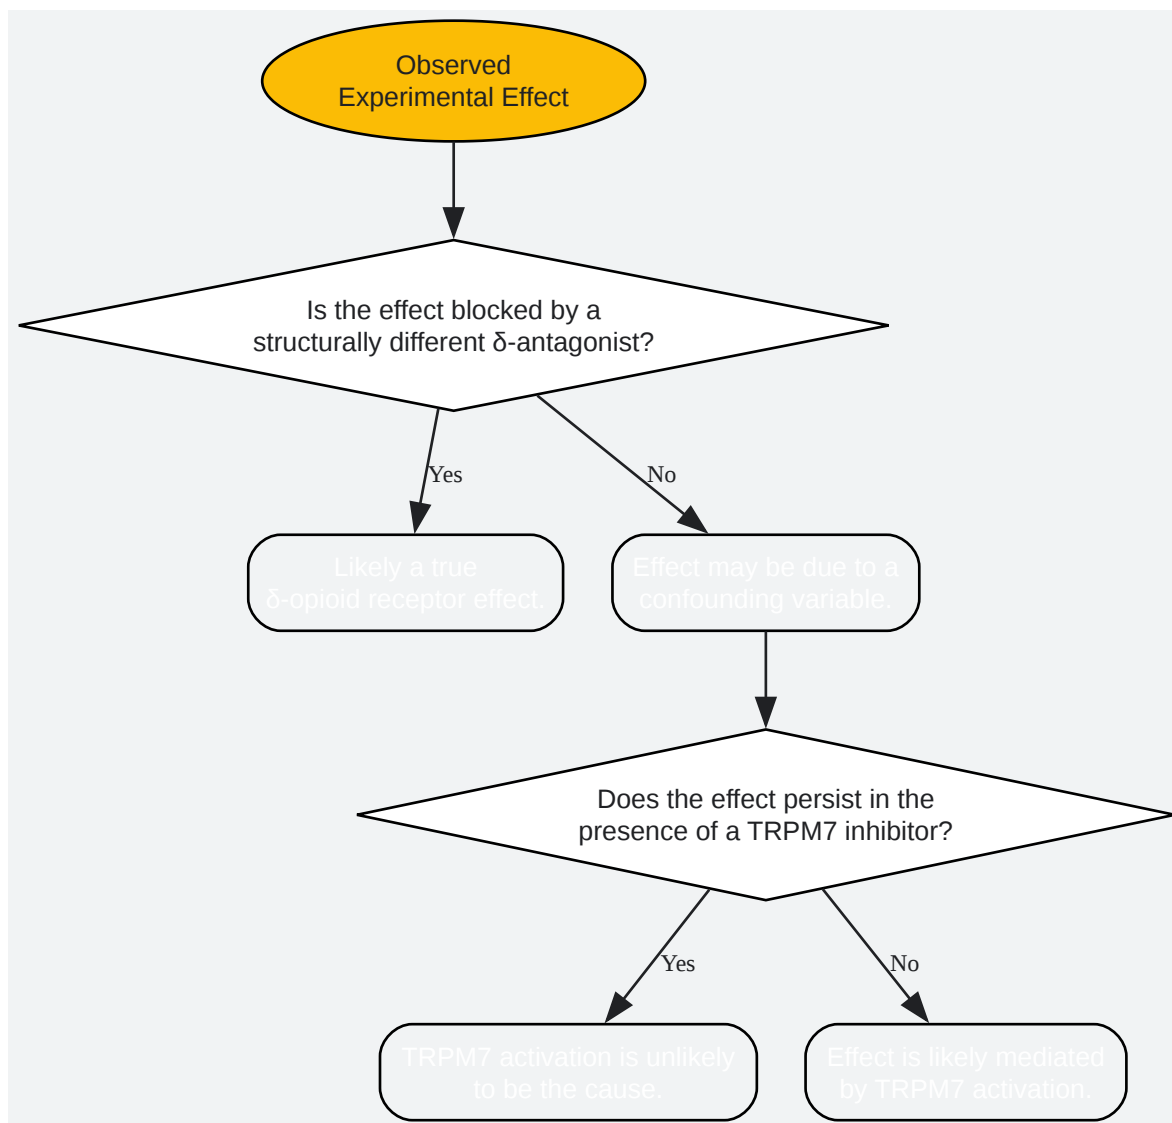 Observed
Experimental Effect
Is the effect blocked by a
structurally different δ-antagonist?
Yes
No
Likely a true
δ-opioid receptor effect.
Effect may be due to a
confounding variable.
Does the effect persist in the
presence of a TRPM7 inhibitor?
Yes
No
TRPM7 activation is unlikely
to be the cause.
Effect is likely mediated
by TRPM7 activation.